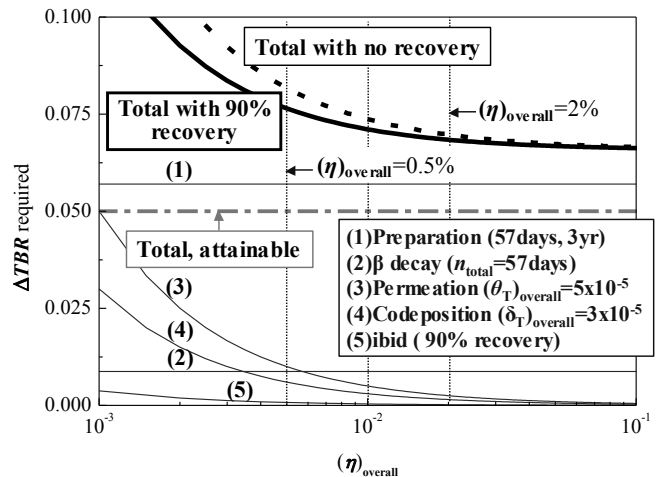 0.100
0.075
0.050
0.025
0.000
ΔTBR required
Total with no recovery
Total with 90%
recovery
(η)overall=2%
(η)overall=0.5%
(1)
Total, attainable
(3)
(4)
(2)
(5)
(1)Preparation (57days, 3yr)
(2)β decay (ntotal=57days)
(3)Permeation (θT)overall=5x10-5
(4)Codeposition (δT)overall=3x10-5
(5)ibid ( 90% recovery)
10-3
10-2
10-1
(η)overall